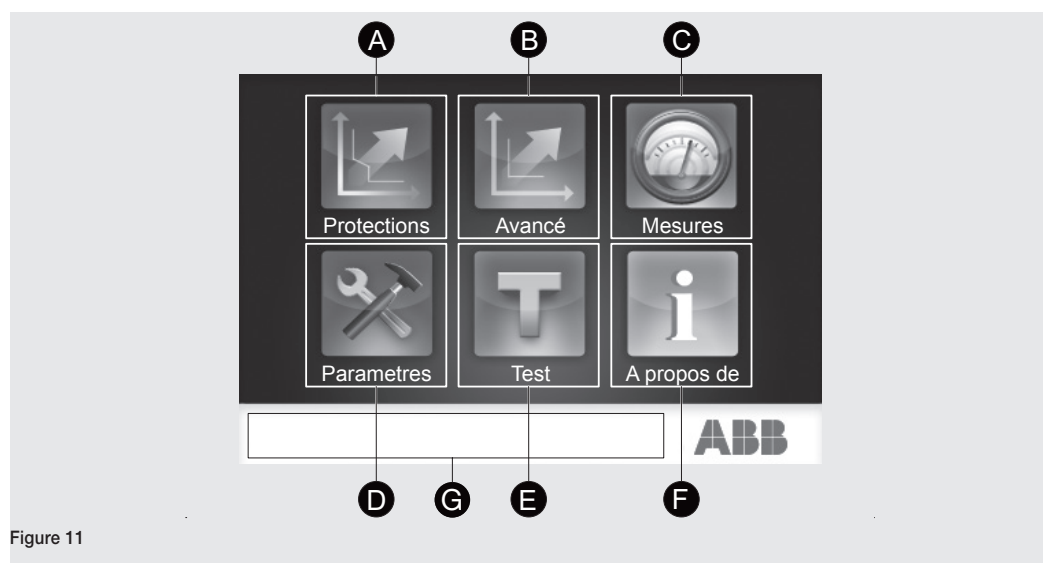 A B C
Protections Avancé Mesures
Parametres Test A propos de
ABB
D G E F
Figure 11